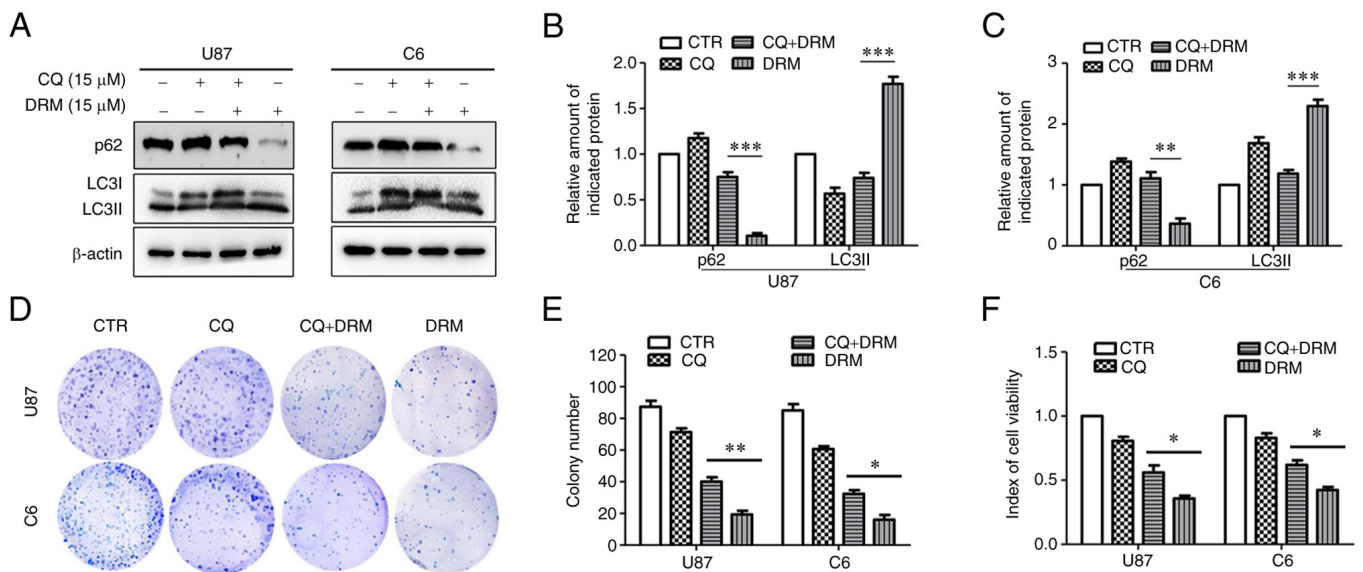 A
U87
C6
CQ (15 μM) – + + – – + + –
DRM (15 μM) – – + + – – + +
p62
LC3I
LC3II
β-actin
B
CTR CQ+DRM
CQ DRM
Relative amount of
indicated protein
2.0
1.5
1.0
0.5
0.0
***
***
p62 LC3II
U87
C
CTR CQ+DRM
CQ DRM
Relative amount of
indicated protein
3
2
1
0
**
***
p62 LC3II
C6
D
CTR CQ CQ+DRM DRM
U87
C6
E
CTR CQ+DRM
CQ DRM
Colony number
120
100
80
60
40
20
0
**
*
U87 C6
F
CTR CQ+DRM
CQ DRM
Index of cell viability
1.5
1.0
0.5
0.0
*
*
U87 C6